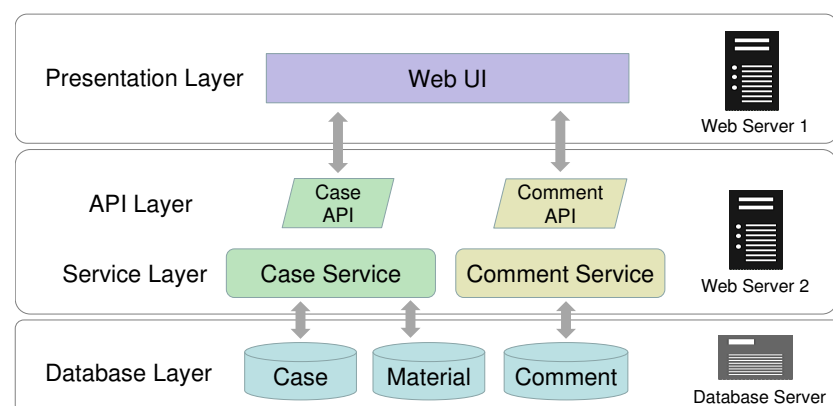 Presentation Layer
Web UI
Web Server 1
API Layer
Case
API
Comment
API
Service Layer
Case Service
Comment Service
Web Server 2
Database Layer
Case
Material
Comment
Database Server